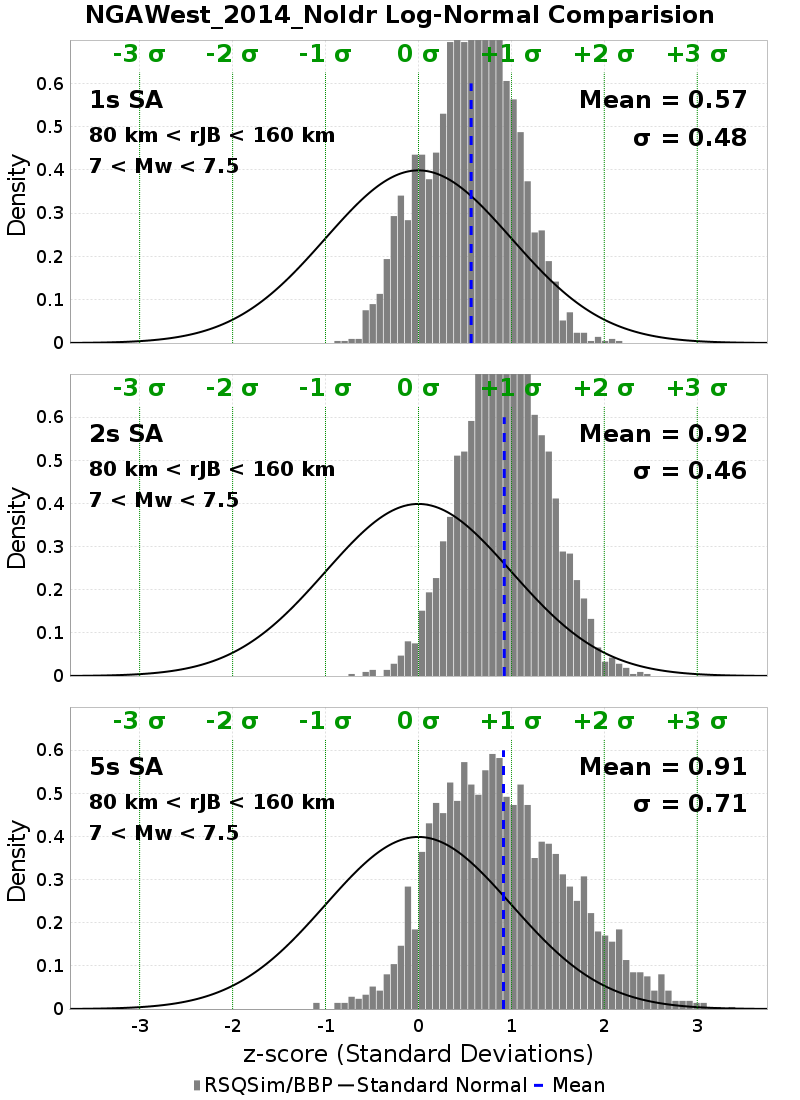 NGAWest_2014_NoIdr Log-Normal Comparision
-3 σ -2 σ -1 σ 0 σ +1 σ +2 σ +3 σ
1s SA Mean = 0.57
80 km < rJB < 160 km σ = 0.48
7 < Mw < 7.5
Density
0.6
0.5
0.4
0.3
0.2
0.1
0
-3 σ -2 σ -1 σ 0 σ +1 σ +2 σ +3 σ
2s SA Mean = 0.92
80 km < rJB < 160 km σ = 0.46
7 < Mw < 7.5
Density
0.6
0.5
0.4
0.3
0.2
0.1
0
-3 σ -2 σ -1 σ 0 σ +1 σ +2 σ +3 σ
5s SA Mean = 0.91
80 km < rJB < 160 km σ = 0.71
7 < Mw < 7.5
Density
0.6
0.5
0.4
0.3
0.2
0.1
0
-3 -2 -1 0 1 2 3
z-score (Standard Deviations)
RSQSim/BBP Standard Normal Mean